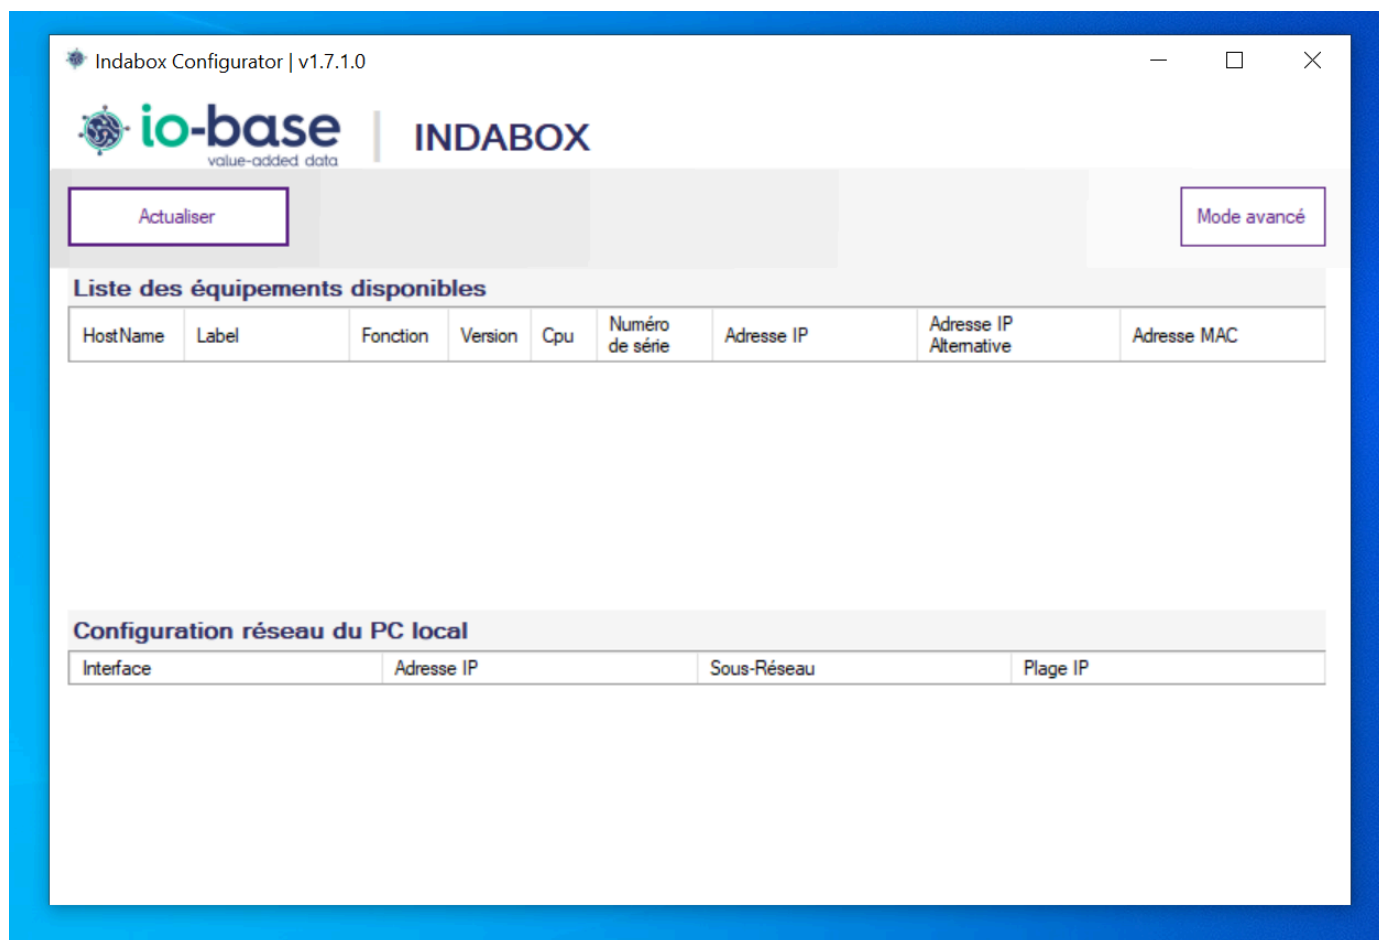 Indabox Configurator | v1.7.1.0
io-base
value-added data
INDABOX
Actualiser
Mode avancé
Liste des équipements disponibles
HostName Label Fonction Version Cpu Numéro de série Adresse IP Adresse IP Alternative Adresse MAC
Configuration réseau du PC local
Interface Adresse IP Sous-Réseau Plage IP